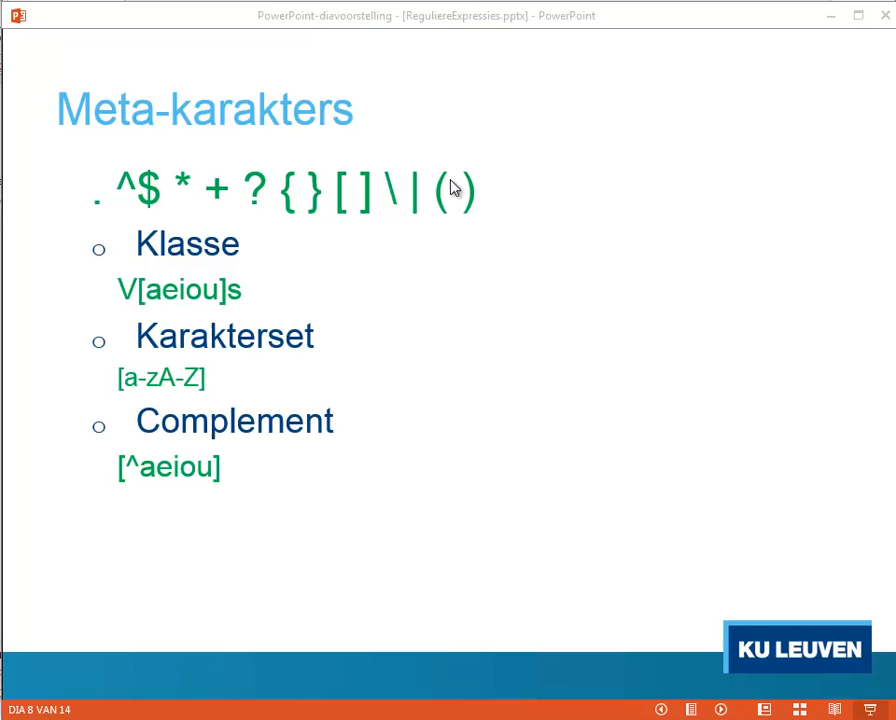 PowerPoint-diavoorstelling - [ReguliereExpressies.pptx] - PowerPoint
Meta-karakters
. ^$ * + ? { } [ ] \ | ( )
o Klasse
V[aeiou]s
o Karakterset
[a-zA-Z]
o Complement
[^aeiou]
KU LEUVEN
DIA 8 VAN 14